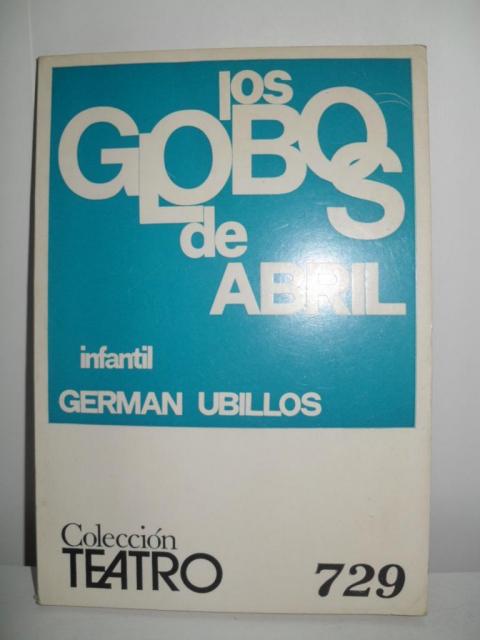 los
GLOBOS
de
ABRIL
infantil
GERMAN UBILLOS
Colección
TEATRO
729